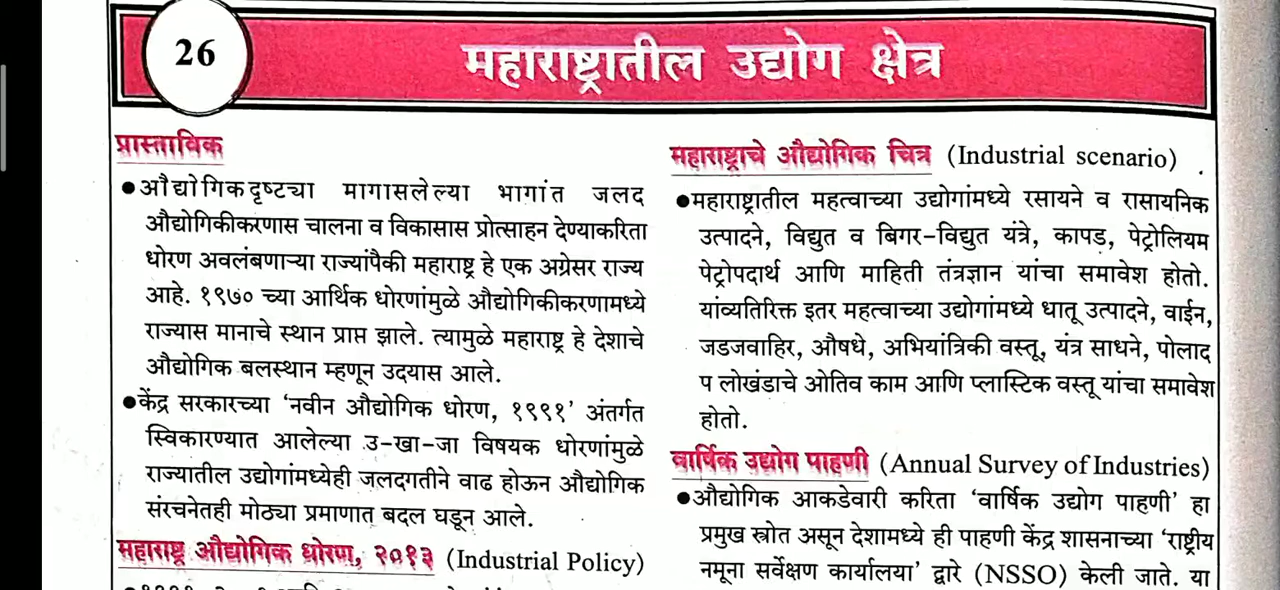 26
महाराष्ट्रातील उद्योग क्षेत्र
प्रास्ताविक
●औद्योगिकदृष्टच्या मागासलेल्या भागांत जलद
औद्योगिकीकरणास चालना व विकासास प्रोत्साहन देण्याकरिता
धोरण अवलंबणाऱ्या राज्यांपैकी महाराष्ट्र हे एक अग्रेसर राज्य
आहे. १९७० च्या आर्थिक धोरणांमुळे औद्योगिकीकरणामध्ये
राज्यास मानाचे स्थान प्राप्त झाले. त्यामुळे महाराष्ट्र हे देशाचे
औद्योगिक बलस्थान म्हणून उदयास आले.
●केंद्र सरकारच्या ‘नवीन औद्योगिक धोरण, १९९१’ अंतर्गत
स्विकारण्यात आलेल्या उ-खा-जा विषयक धोरणांमुळे
राज्यातील उद्योगांमध्येही जलदगतीने वाढ होऊन औद्योगिक
संरचनेतही मोठ्या प्रमाणात बदल घडून आले.
महाराष्ट्र औद्योगिक धोरण, २०१३ (Industrial Policy)
महाराष्ट्राचे औद्योगिक चित्र (Industrial scenario)
●महाराष्ट्रातील महत्वाच्या उद्योगांमध्ये रसायने व रासायनिक
उत्पादने, विद्युत व बिगर-विद्युत यंत्रे, कापड, पेट्रोलियम
पेट्रोपदार्थ आणि माहिती तंत्रज्ञान यांचा समावेश होतो.
यांव्यतिरिक्त इतर महत्वाच्या उद्योगांमध्ये धातू उत्पादने, वाईन,
जडजवाहिर, औषधे, अभियांत्रिकी वस्तू, यंत्र साधने, पोलाद
प लोखंडाचे ओतिव काम आणि प्लास्टिक वस्तू यांचा समावेश
होतो.
वार्षिक उद्योग पाहणी (Annual Survey of Industries)
●औद्योगिक आकडेवारी करिता ‘वार्षिक उद्योग पाहणी’ हा
प्रमुख स्त्रोत असून देशामध्ये ही पाहणी केंद्र शासनाच्या ‘राष्ट्रीय
नमूना सर्वेक्षण कार्यालया’ द्वारे (NSSO) केली जाते. या